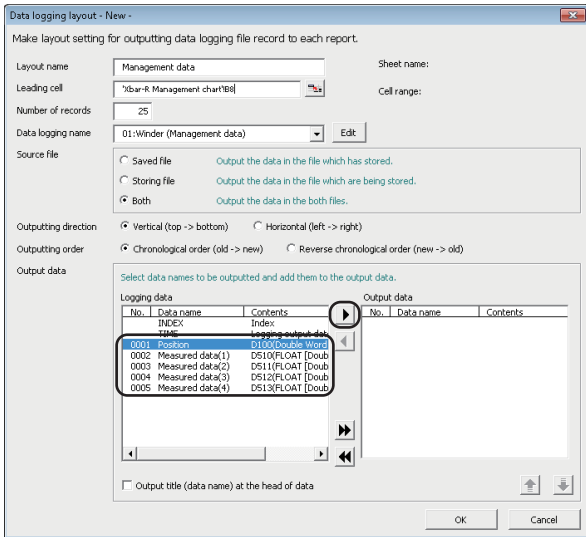 Data logging layout - New -
Make layout setting for outputting data logging file record to each report.
Layout name
Management data
Sheet name:
Leading cell
'Xbar-R Management chart'!B8
Cell range:
Number of records
25
Data logging name
01:Winder (Management data)
Edit
Source file
Saved file
Output the data in the file which has stored.
Storing file
Output the data in the file which are being stored.
Both
Output the data in the both files.
Outputting direction
Vertical (top -> bottom)
Horizontal (left -> right)
Outputting order
Chronological order (old -> new)
Reverse chronological order (new -> old)
Output data
Select data names to be outputted and add them to the output data.
Logging data
Output data
No. Data name Contents
No. Data name Contents
INDEX Index
TIME Logging output dat
0001 Position D100(Double Word
0002 Measured data(1) D510(FLOAT [Doub
0003 Measured data(2) D511(FLOAT [Doub
0004 Measured data(3) D512(FLOAT [Doub
0005 Measured data(4) D513(FLOAT [Doub
Output title (data name) at the head of data
OK
Cancel